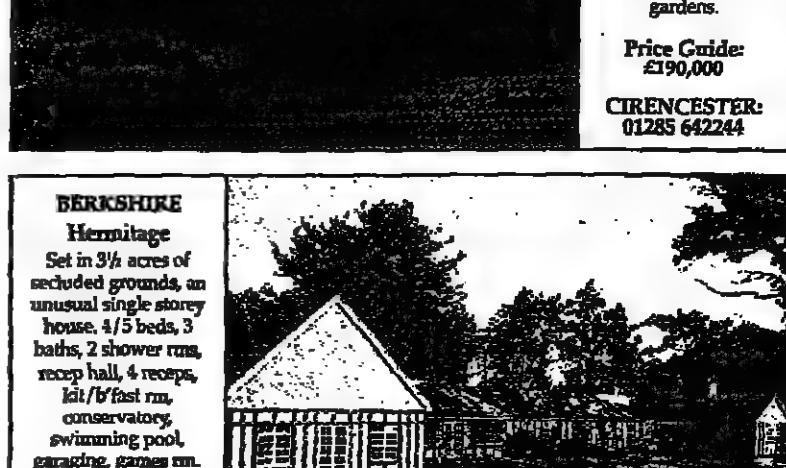 gardens.
Price Guide:
£190,000
CIRENCESTER:
01285 642244
BERKSHIRE
Hermitage
Set in 3½ acres of
secluded grounds, an
unusual single storey
house, 4/5 beds, 3
baths, 2 shower rms,
recep hall, 4 receps,
kit/b'fast rm,
conservatory,
swimming pool,
garaging, games rm.